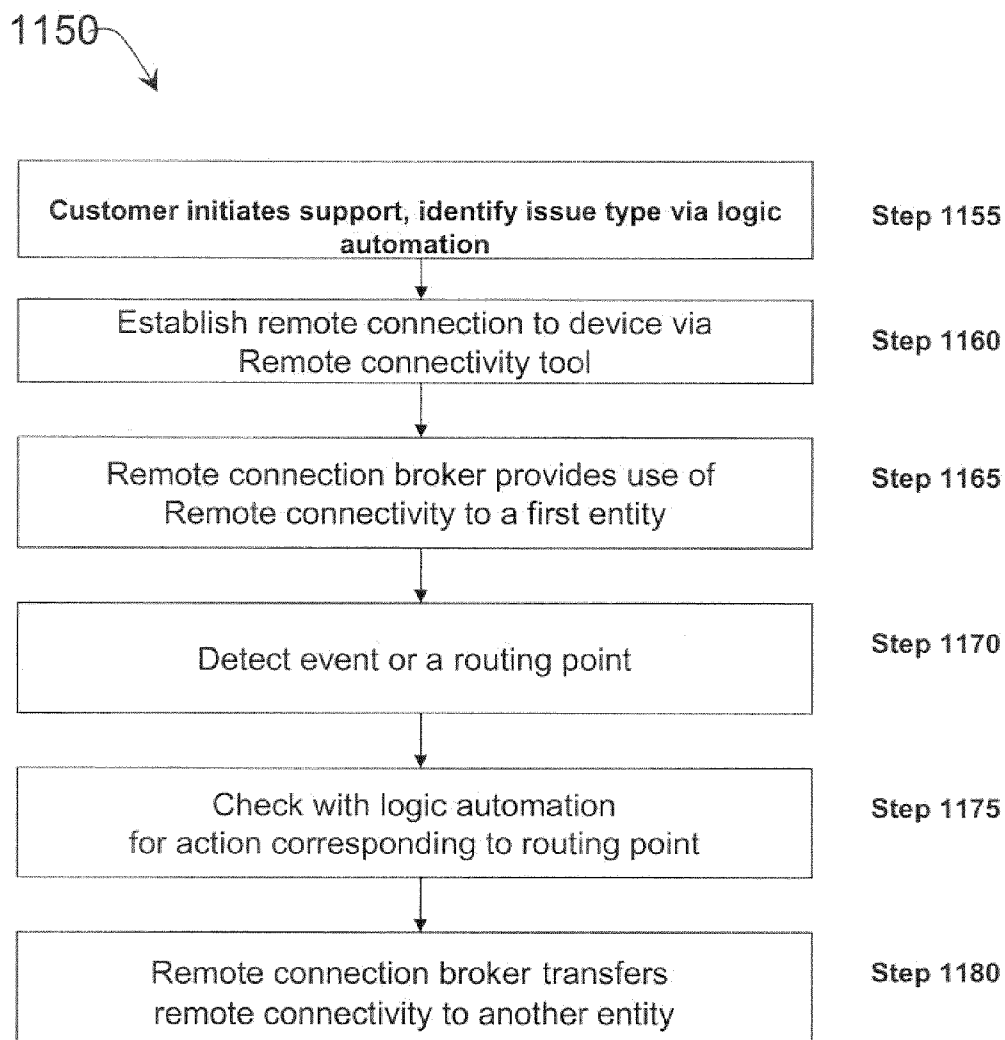 1150
Customer initiates support, identify issue type via logic
automation
Step 1155
Establish remote connection to device via
Remote connectivity tool
Step 1160
Remote connection broker provides use of
Remote connectivity to a first entity
Step 1165
Detect event or a routing point
Step 1170
Check with logic automation
for action corresponding to routing point
Step 1175
Remote connection broker transfers
remote connectivity to another entity
Step 1180